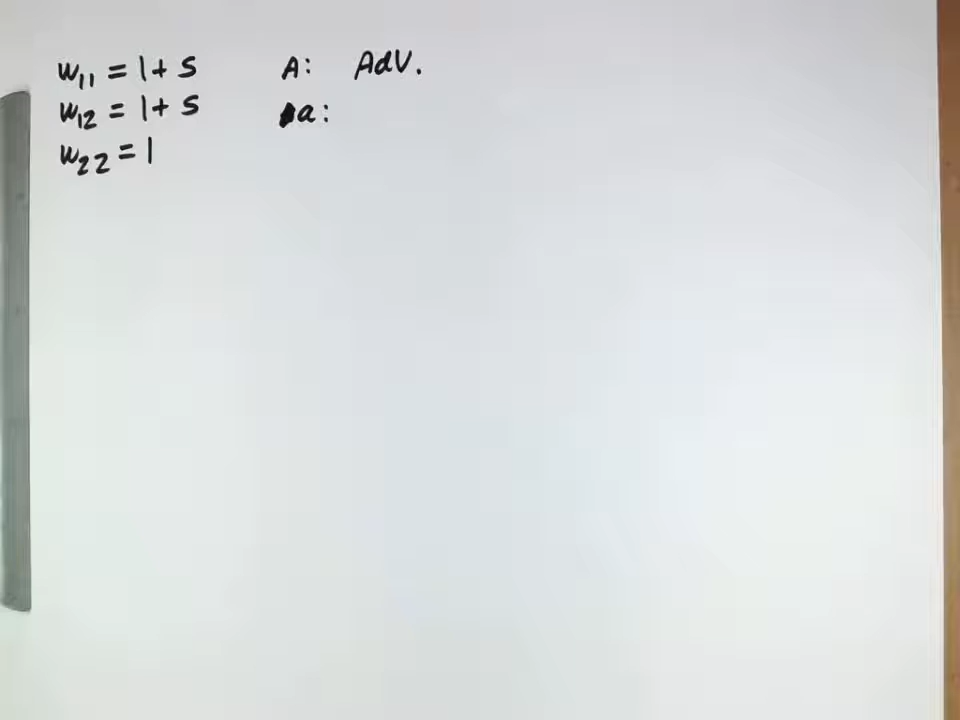 w₁₁ = 1 + s A: Adv.
w₁₂ = 1 + s a:
w₂₂ = 1